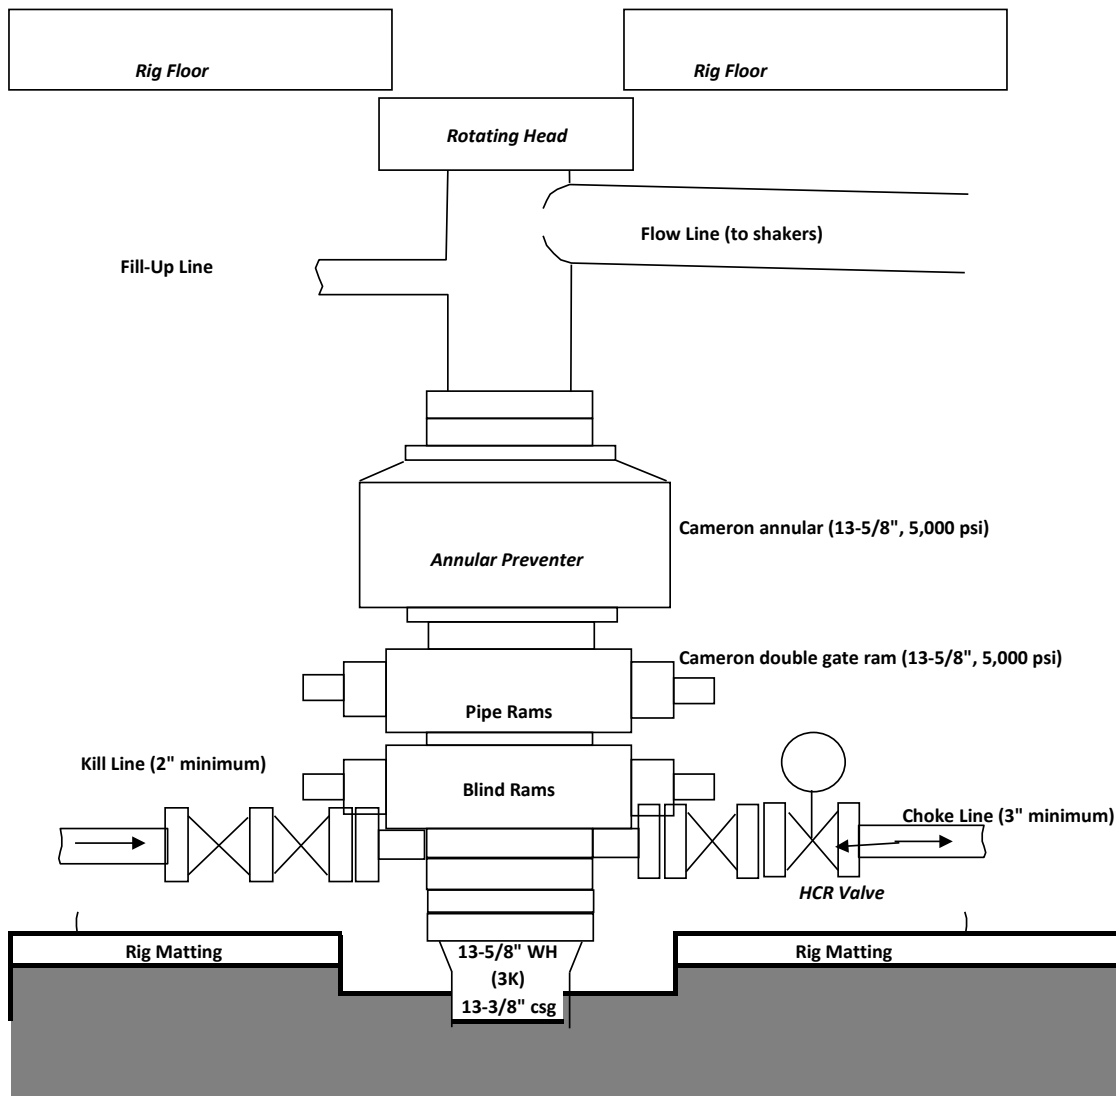 Rig Floor
Rig Floor
Rotating Head
Flow Line (to shakers)
Fill-Up Line
Cameron annular (13-5/8", 5,000 psi)
Annular Preventer
Cameron double gate ram (13-5/8", 5,000 psi)
Pipe Rams
Kill Line (2" minimum)
Blind Rams
Choke Line (3" minimum)
HCR Valve
Rig Matting
13-5/8" WH
(3K)
13-3/8" csg
Rig Matting